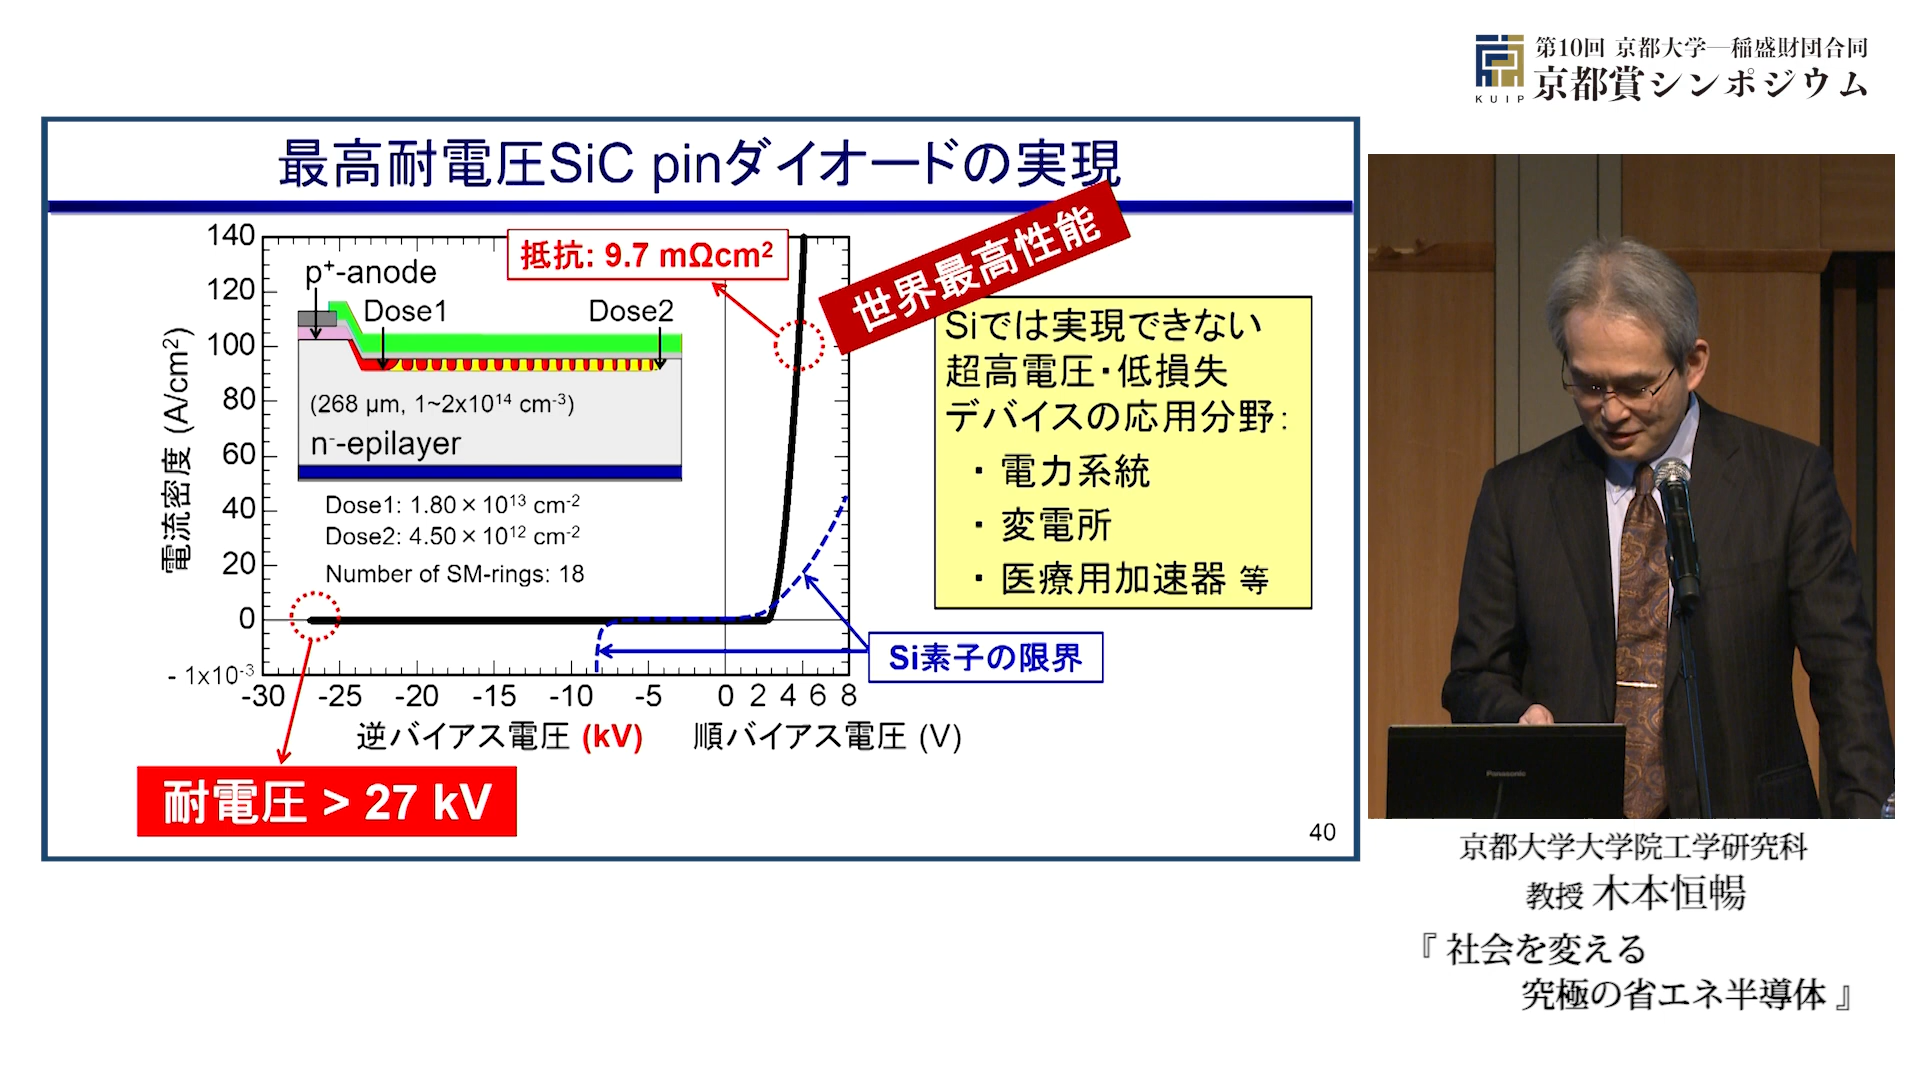 KUIP
第10回 京都大学―稲盛財団合同
京都賞シンポジウム
最高耐電圧SiC pinダイオードの実現
世界最高性能
抵抗: 9.7 mΩcm²
p⁺-anode
Dose1
Dose2
(268 μm, 1~2x10¹⁴ cm⁻³)
n⁻-epilayer
Dose1: 1.80×10¹³ cm⁻²
Dose2: 4.50×10¹² cm⁻²
Number of SM-rings: 18
電流密度 (A/cm²)
140
120
100
80
60
40
20
0
- 1x10⁻³
-30 -25 -20 -15 -10 -5 0 2 4 6 8
逆バイアス電圧 (kV) 順バイアス電圧 (V)
Siでは実現できない
超高電圧・低損失
デバイスの応用分野:
・電力系統
・変電所
・医療用加速器 等
Si素子の限界
耐電圧 > 27 kV
40
Panasonic
京都大学大学院工学研究科
教授 木本恒暢
『社会を変える
究極の省エネ半導体』